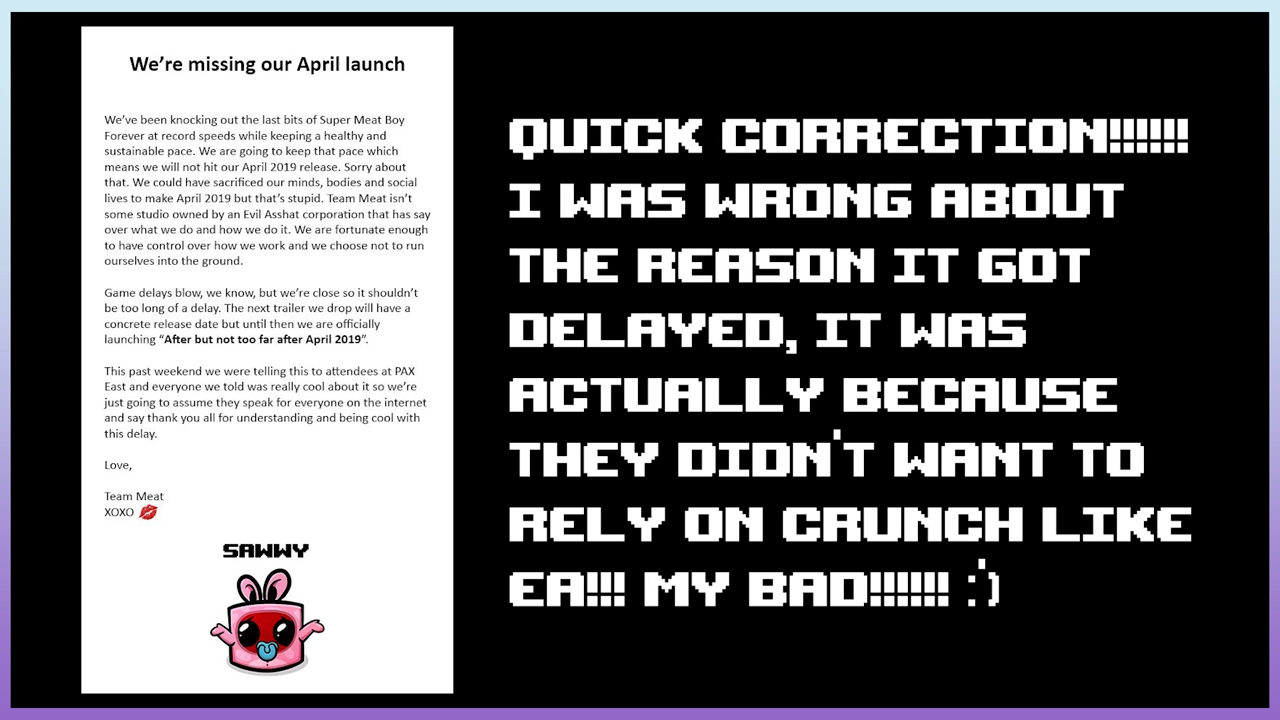 We're missing our April launch
We've been knocking out the last bits of Super Meat Boy
Forever at record speeds while keeping a healthy and
sustainable pace. We are going to keep that pace which
means we will not hit our April 2019 release. Sorry about
that. We could have sacrificed our minds, bodies and social
lives to make April 2019 but that's stupid. Team Meat isn't
some studio owned by an Evil Asshat corporation that has say
over what we do and how we do it. We are fortunate enough
to have control over how we work and we choose not to run
ourselves into the ground.
Game delays blow, we know, but we're close so it shouldn't
be too long of a delay. The next trailer we drop will have a
concrete release date but until then we are officially
launching “After but not too far after April 2019”.
This past weekend we were telling this to attendees at PAX
East and everyone we told was really cool about it so we're
just going to assume they speak for everyone on the internet
and say thank you all for understanding and being cool with
this delay.
Love,
Team Meat
XOXO 💋
SAWWY
QUICK CORRECTION!!!!!!
I WAS WRONG ABOUT
THE REASON IT GOT
DELAYED, IT WAS
ACTUALLY BECAUSE
THEY DIDN'T WANT TO
RELY ON CRUNCH LIKE
EA!!! MY BAD!!!!!! :')